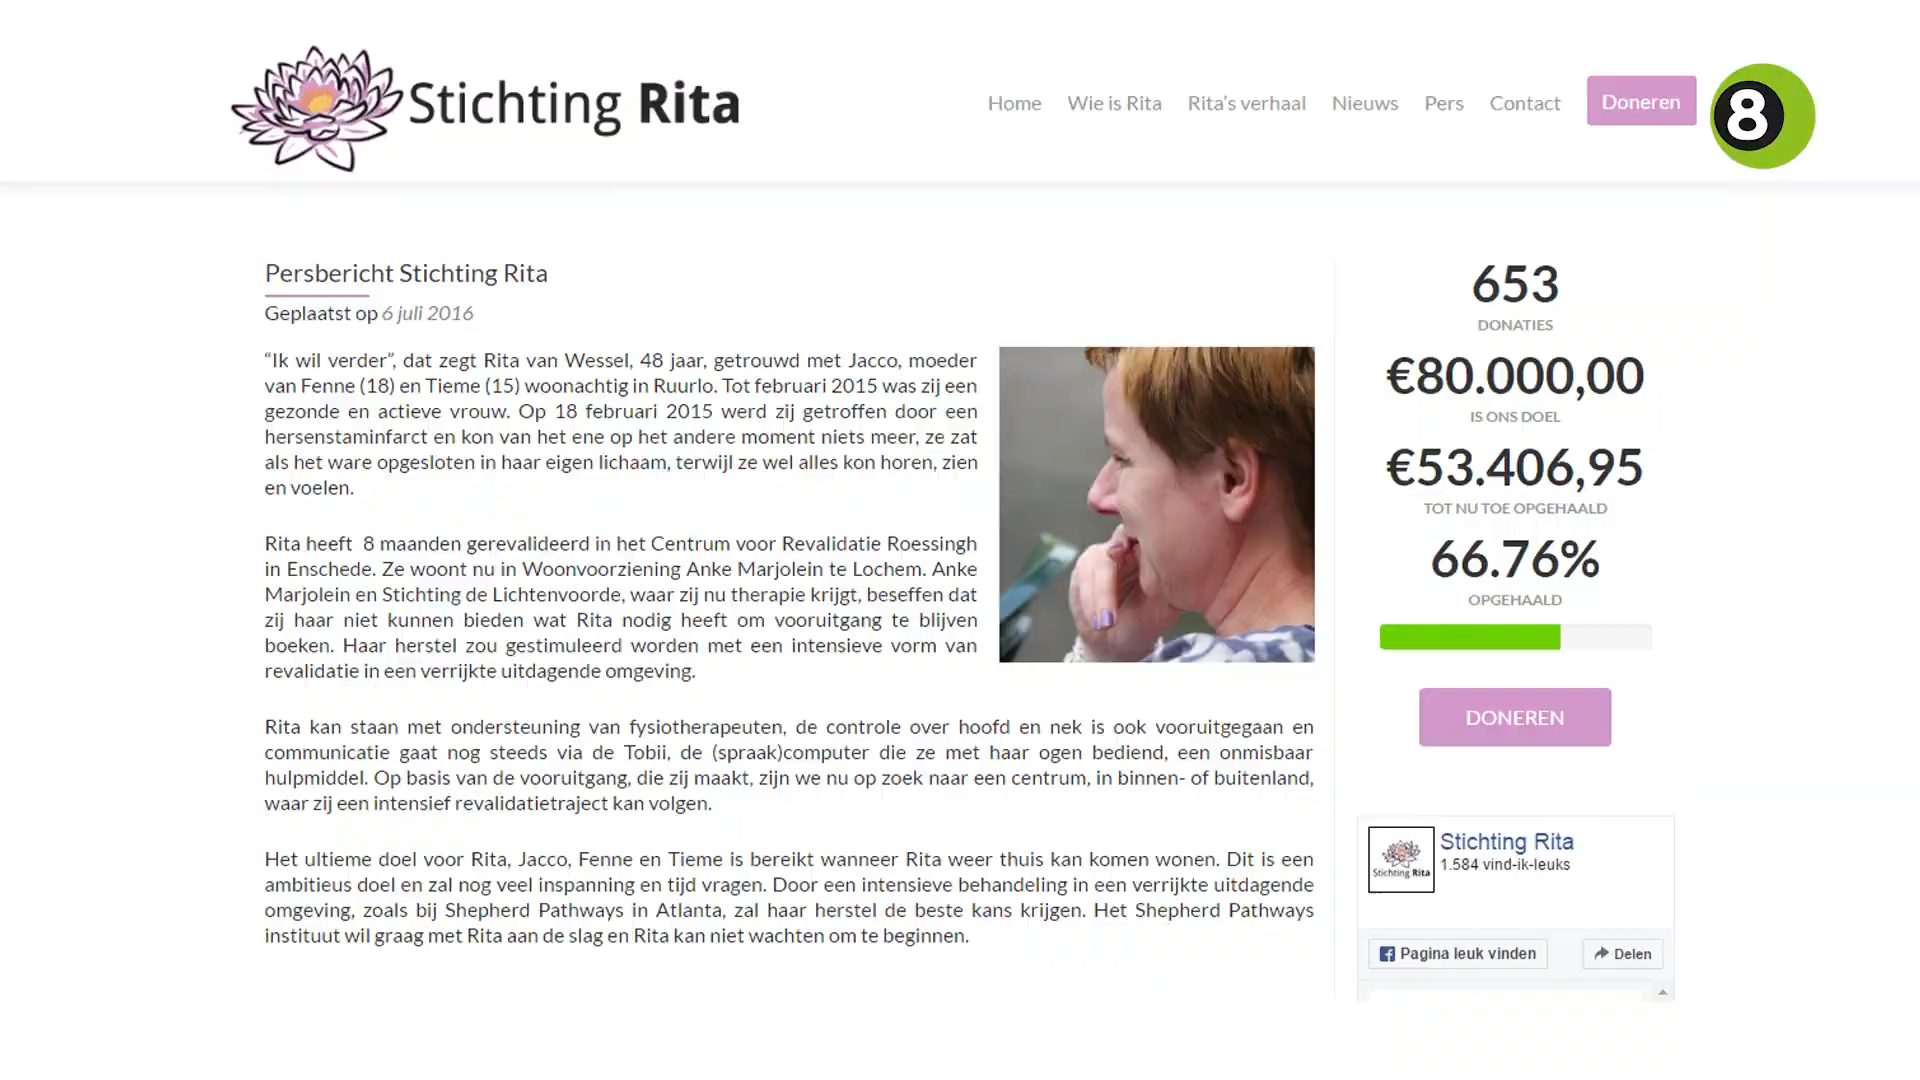 Stichting Rita
Home Wie is Rita Rita's verhaal Nieuws Pers Contact Doneren
8
Persbericht Stichting Rita
Geplaatst op 6 juli 2016
“Ik wil verder”, dat zegt Rita van Wessel, 48 jaar, getrouwd met Jacco, moeder
van Fenne (18) en Tieme (15) woonachtig in Ruurlo. Tot februari 2015 was zij een
gezonde en actieve vrouw. Op 18 februari 2015 werd zij getroffen door een
hersenstaminfarct en kon van het ene op het andere moment niets meer, ze zat
als het ware opgesloten in haar eigen lichaam, terwijl ze wel alles kon horen, zien
en voelen.
Rita heeft 8 maanden gerevalideerd in het Centrum voor Revalidatie Roessingh
in Enschede. Ze woont nu in Woonvoorziening Anke Marjolein te Lochem. Anke
Marjolein en Stichting de Lichtenvoorde, waar zij nu therapie krijgt, beseffen dat
zij haar niet kunnen bieden wat Rita nodig heeft om vooruitgang te blijven
boeken. Haar herstel zou gestimuleerd worden met een intensieve vorm van
revalidatie in een verrijkte uitdagende omgeving.
Rita kan staan met ondersteuning van fysiotherapeuten, de controle over hoofd en nek is ook vooruitgegaan en
communicatie gaat nog steeds via de Tobii, de (spraak)computer die ze met haar ogen bediend, een onmisbaar
hulpmiddel. Op basis van de vooruitgang, die zij maakt, zijn we nu op zoek naar een centrum, in binnen- of buitenland,
waar zij een intensief revalidatietraject kan volgen.
Het ultieme doel voor Rita, Jacco, Fenne en Tieme is bereikt wanneer Rita weer thuis kan komen wonen. Dit is een
ambitieus doel en zal nog veel inspanning en tijd vragen. Door een intensieve behandeling in een verrijkte uitdagende
omgeving, zoals bij Shepherd Pathways in Atlanta, zal haar herstel de beste kans krijgen. Het Shepherd Pathways
instituut wil graag met Rita aan de slag en Rita kan niet wachten om te beginnen.
653
DONATIES
€80.000,00
IS ONS DOEL
€53.406,95
TOT NU TOE OPGEHAALD
66.76%
OPGEHAALD
DONEREN
Stichting Rita
Stichting Rita
1.584 vind-ik-leuks
Pagina leuk vinden
Delen